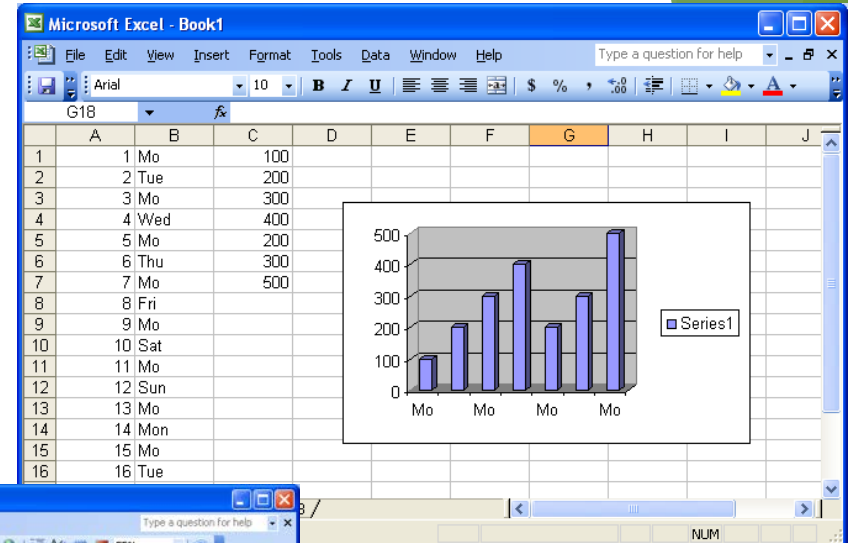 Microsoft Excel - Book1
File Edit View Insert Format Tools Data Window Help Type a question for help
Arial 10 B I U a $ % , .0 .00 A
G18 fx
A B C D E F G H I J
1 1 Mo 100
2 2 Tue 200
3 3 Mo 300
4 4 Wed 400
5 5 Mo 200
6 6 Thu 300
7 7 Mo 500
8 8 Fri
9 9 Mo
10 10 Sat
11 11 Mo
12 12 Sun
13 13 Mo
14 14 Mon
15 15 Mo
16 16 Tue
500
400
300
200
100
0
Mo Mo Mo Mo
Series1
NUM
Type a question for help